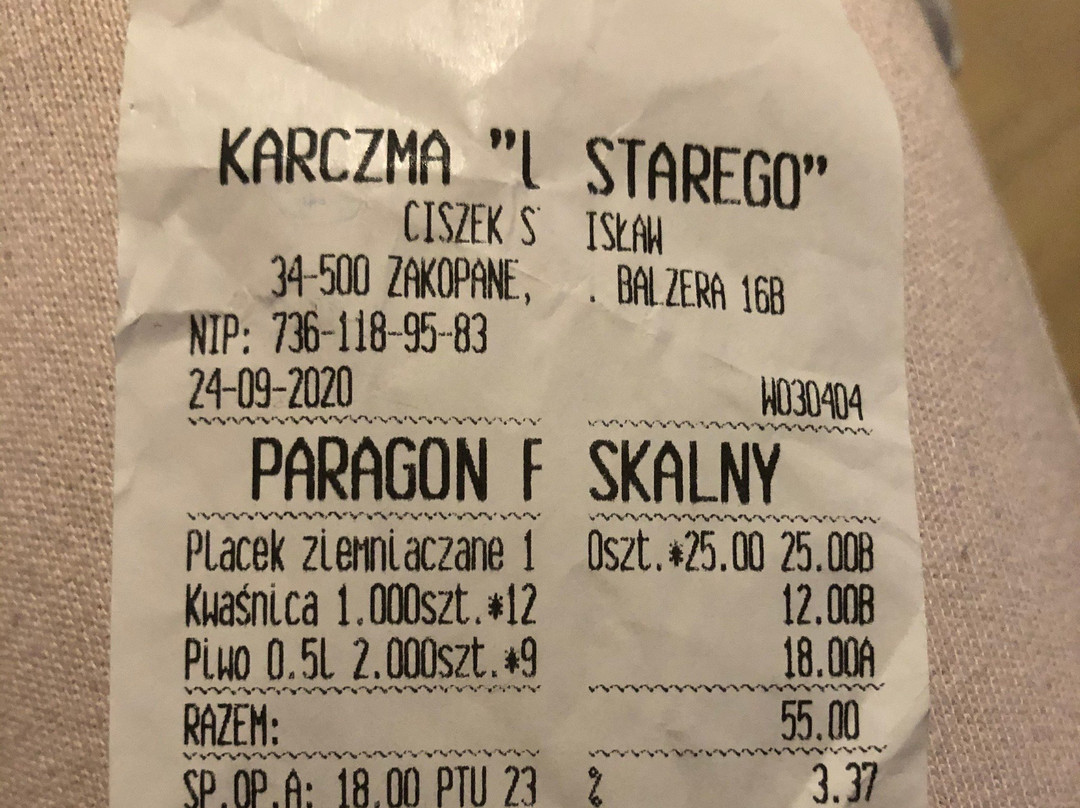 KARCZMA "U STAREGO"
CISZEK S ISŁAW
34-500 ZAKOPANE, . BALZERA 16B
NIP: 736-118-95-83
24-09-2020 W030404
PARAGON F SKALNY
Placek ziemniaczane 1 0szt.*25.00 25.00B
Kwaśnica 1.000szt.*12 12.00B
Piwo 0.5l 2.000szt.*9 18.00A
RAZEM: 55.00
SP.OP.A: 18.00 PTU 23 % 3.37